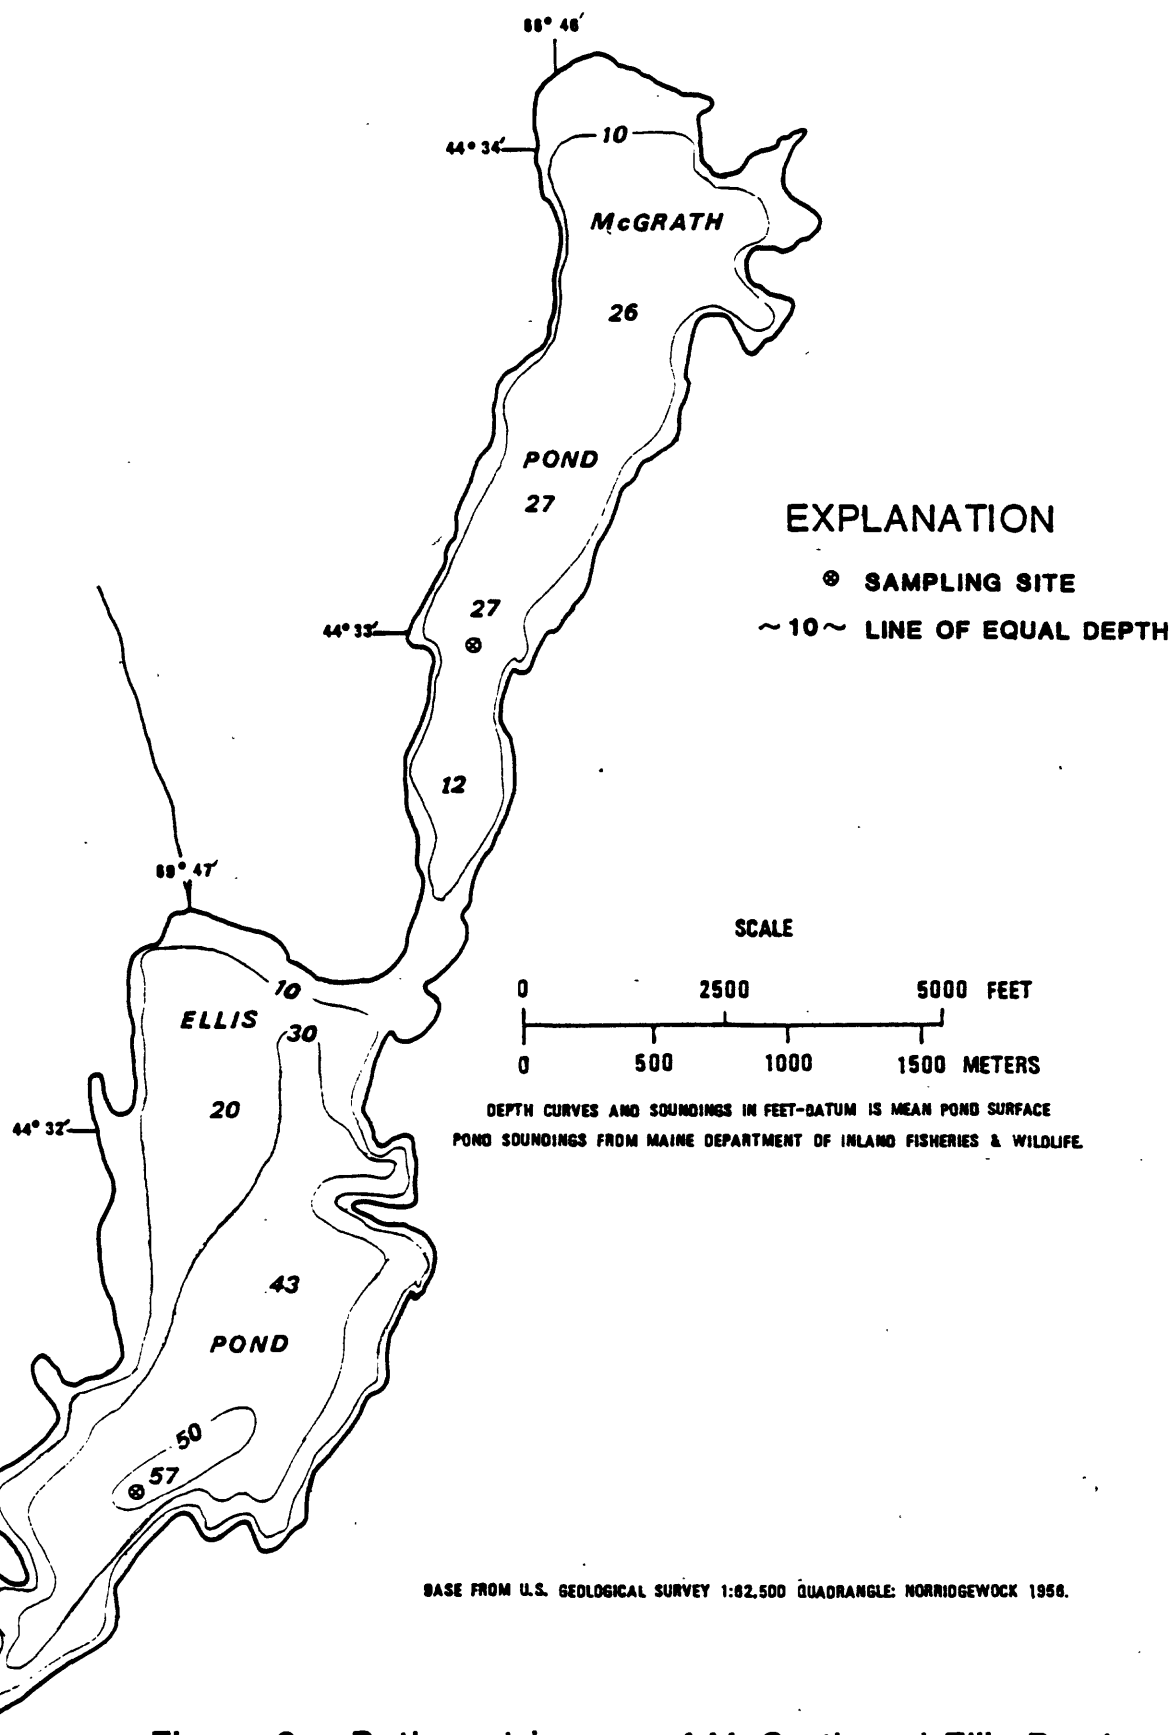 66° 46′
10
44° 34′
McGRATH
26
POND
27
EXPLANATION
⊗ SAMPLING SITE
~10~ LINE OF EQUAL DEPTH
27
44° 33′
12
69° 47′
SCALE
0 2500 5000 FEET
0 500 1000 1500 METERS
10
ELLIS
30
20
44° 32′
DEPTH CURVES AND SOUNDINGS IN FEET-DATUM IS MEAN POND SURFACE
POND SOUNDINGS FROM MAINE DEPARTMENT OF INLAND FISHERIES & WILDLIFE.
43
POND
50
57
BASE FROM U.S. GEOLOGICAL SURVEY 1:62,500 QUADRANGLE: NORRIDGEWOCK 1956.